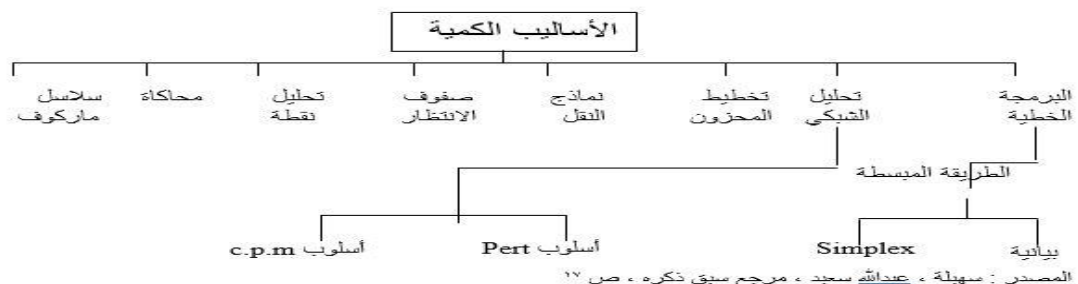 الأساليب الكمية
البرمجة الخطية
تحليل الشبكي
تخطيط المحزون
نماذج النقل
صفوف الانتظار
تحليل نقطة
محاكاة
سلاسل ماركوف
الطريقة المبسطة
بيانية
Simplex
أسلوب Pert
أسلوب c.p.m
المصدر : سهيلة ، عبدالله سعيد ، مرجع سبق ذكره ، ص ١٧